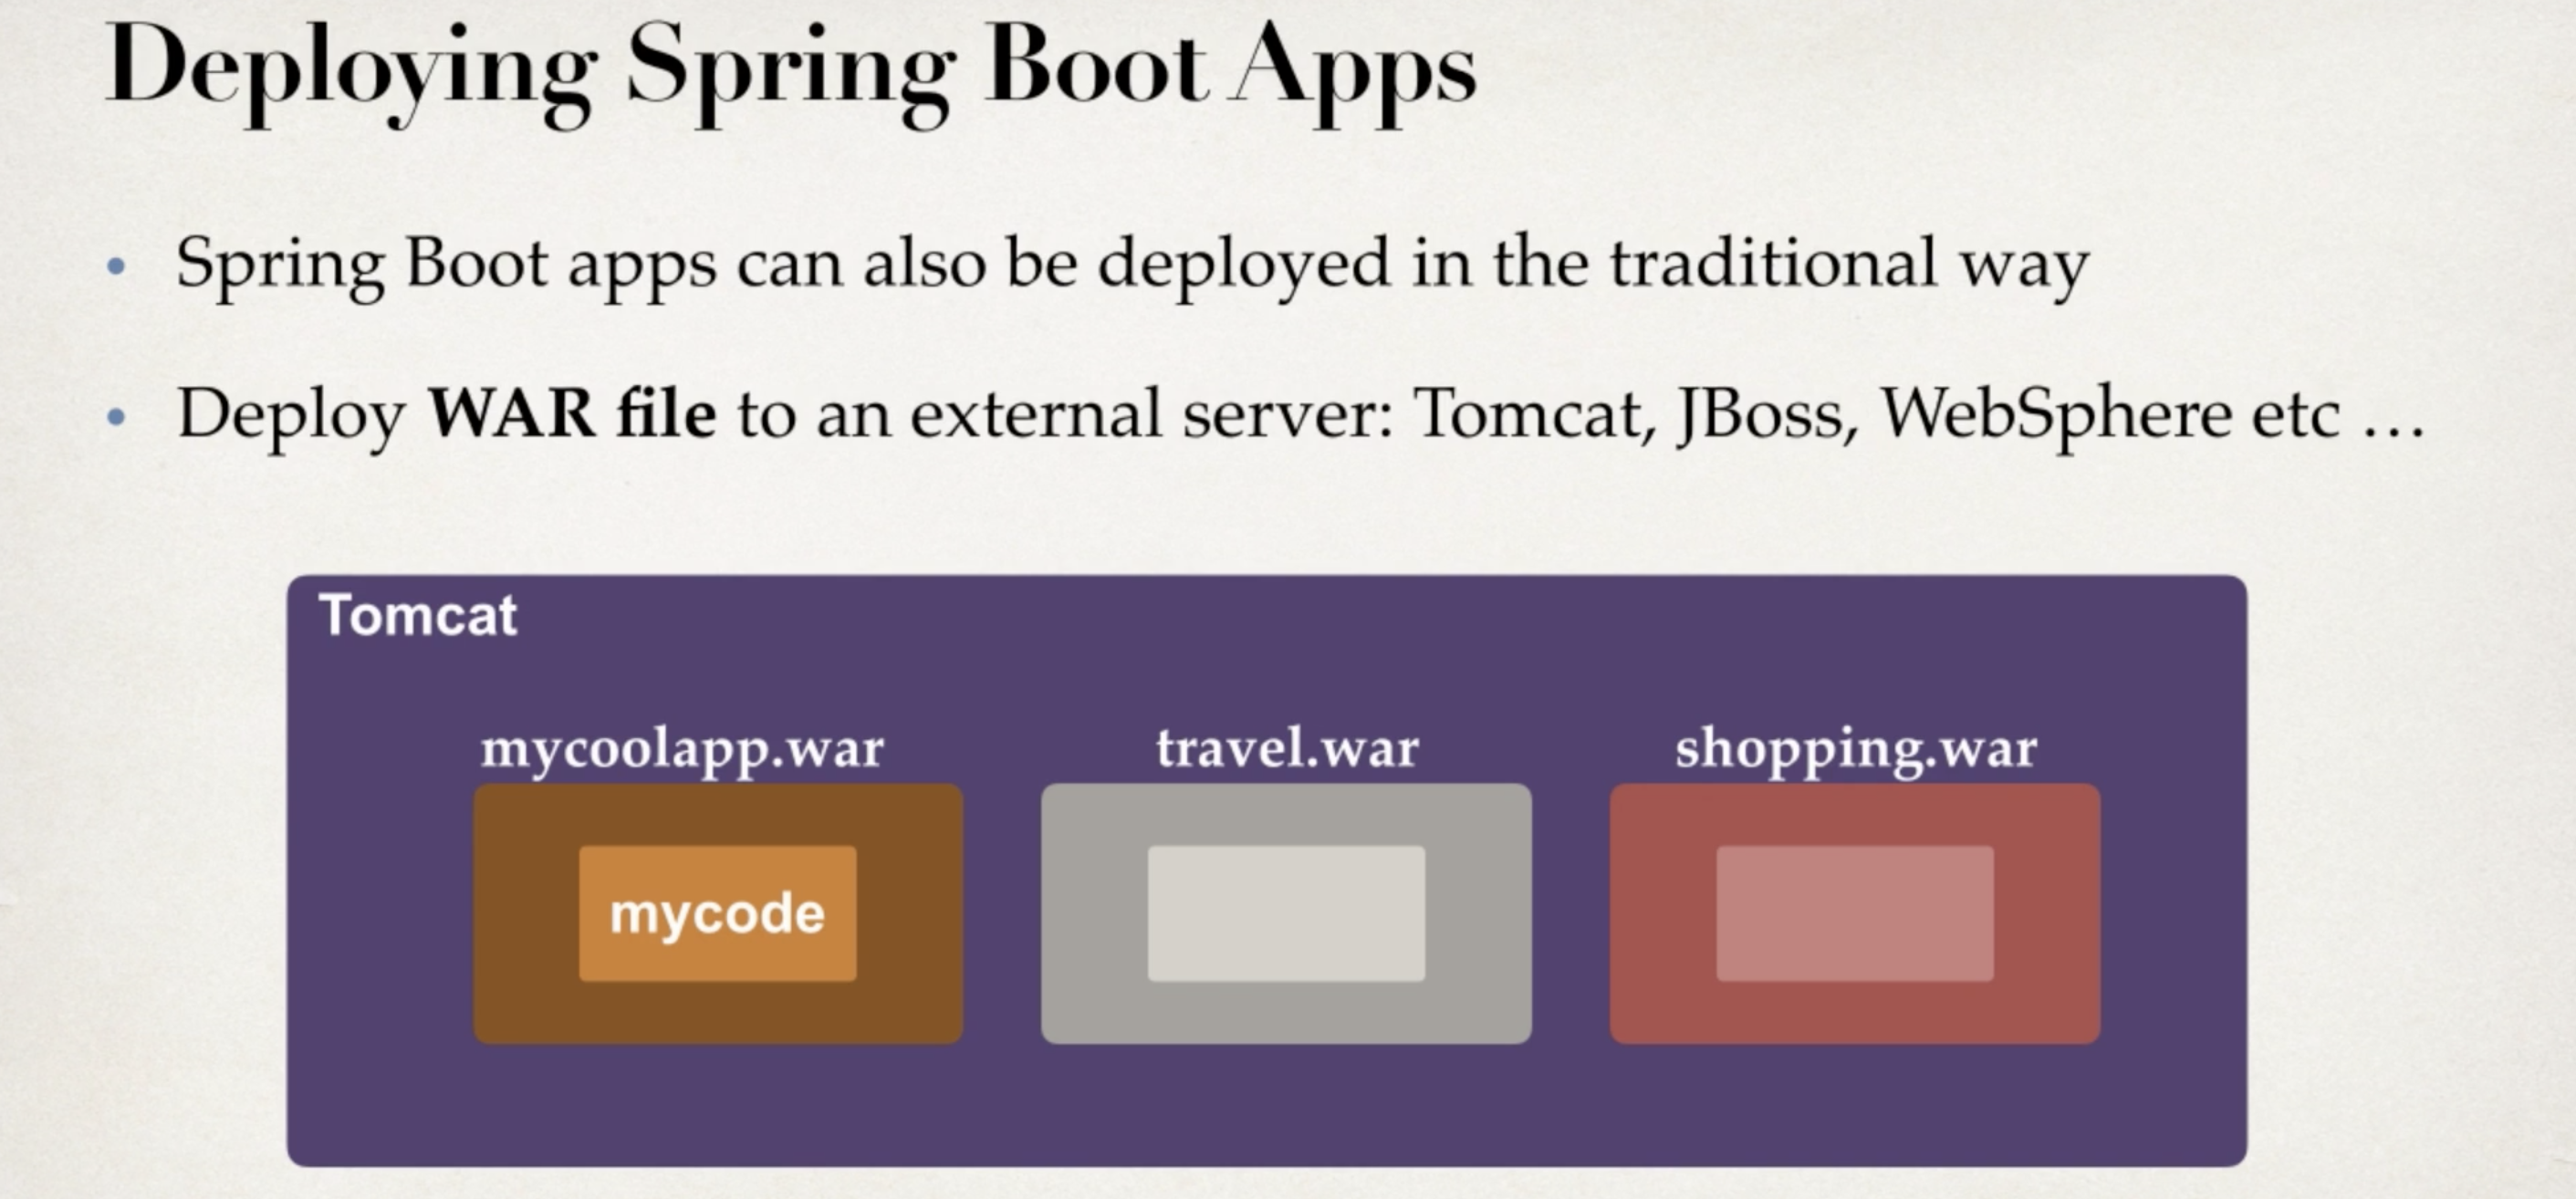 Deploying Spring Boot Apps
• Spring Boot apps can also be deployed in the traditional way
• Deploy WAR file to an external server: Tomcat, JBoss, WebSphere etc …
Tomcat
mycoolapp.war travel.war shopping.war
mycode